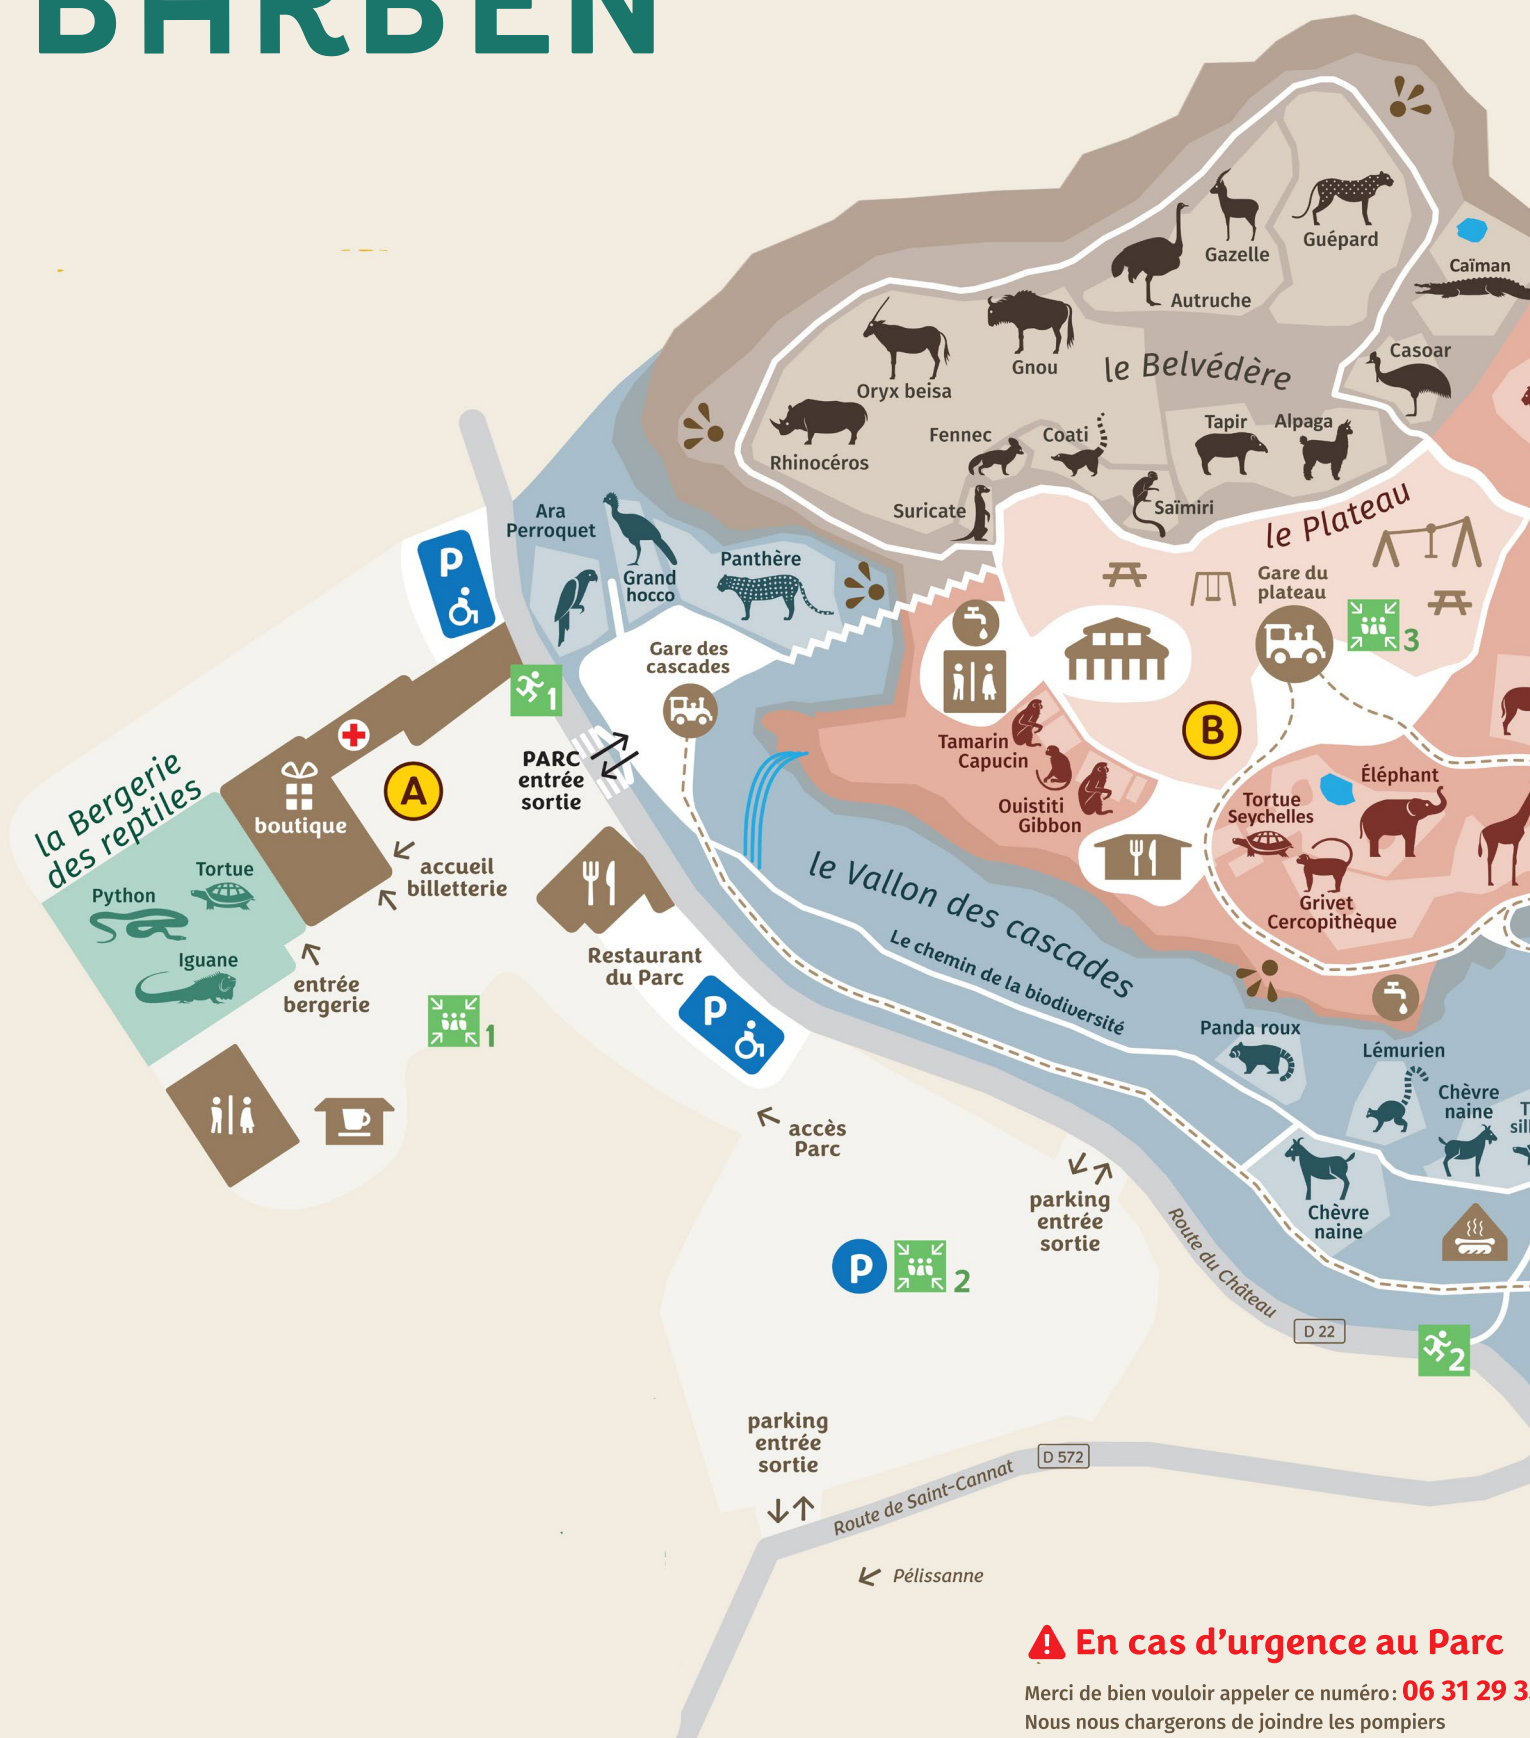 BARBEN
Gazelle
Guépard
Autruche
Caïman
Casoar
Oryx beisa
Gnou
le Belvédère
Rhinocéros
Fennec
Coati
Tapir
Alpaga
Suricate
Saïmiri
le Plateau
Ara
Perroquet
Grand
hocco
Panthère
Gare du
plateau
3
P
Gare des
cascades
1
B
PARC
entrée
sortie
Tamarin
Capucin
Ouistiti
Gibbon
Éléphant
Tortue
Seychelles
Grivet
Cercopithèque
la Bergerie
des reptiles
boutique
A
accueil
billetterie
Tortue
Python
Iguane
entrée
bergerie
1
Restaurant
du Parc
P
le Vallon des cascades
Le chemin de la biodiversité
Panda roux
Lémurien
Chèvre
naine
Chèvre
naine
accès
Parc
parking
entrée
sortie
P
2
Route du Château
D 22
2
parking
entrée
sortie
Route de Saint-Cannat
D 572
Pélissanne
En cas d'urgence au Parc
Merci de bien vouloir appeler ce numéro : 06 31 29
Nous nous chargerons de joindre les pompiers